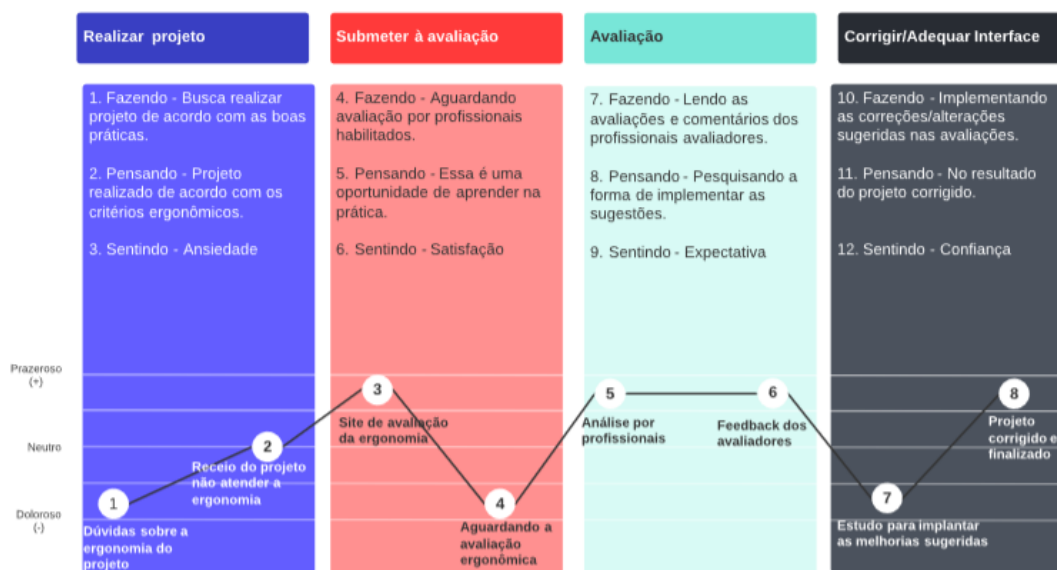 Realizar projeto
Submeter à avaliação
Avaliação
Corrigir/Adequar Interface
1. Fazendo - Busca realizar
projeto de acordo com as boas
práticas.
2. Pensando - Projeto
realizado de acordo com os
critérios ergonômicos.
3. Sentindo - Ansiedade
4. Fazendo - Aguardando
avaliação por profissionais
habilitados.
5. Pensando - Essa é uma
oportunidade de aprender na
prática.
6. Sentindo - Satisfação
7. Fazendo - Lendo as
avaliações e comentários dos
profissionais avaliadores.
8. Pensando - Pesquisando a
forma de implementar as
sugestões.
9. Sentindo - Expectativa
10. Fazendo - Implementando
as correções/alterações
sugeridas nas avaliações.
11. Pensando - No resultado
do projeto corrigido.
12. Sentindo - Confiança
Prazeroso
(+)
Neutro
Doloroso
(-)
1
Dúvidas sobre a
ergonomia do
projeto
2
Receio do projeto
não atender a
ergonomia
3
Site de avaliação
da ergonomia
4
Aguardando a
avaliação
ergonômica
5
Análise por
profissionais
6
Feedback dos
avaliadores
7
Estudo para implantar
as melhorias sugeridas
8
Projeto
corrigido e
finalizado